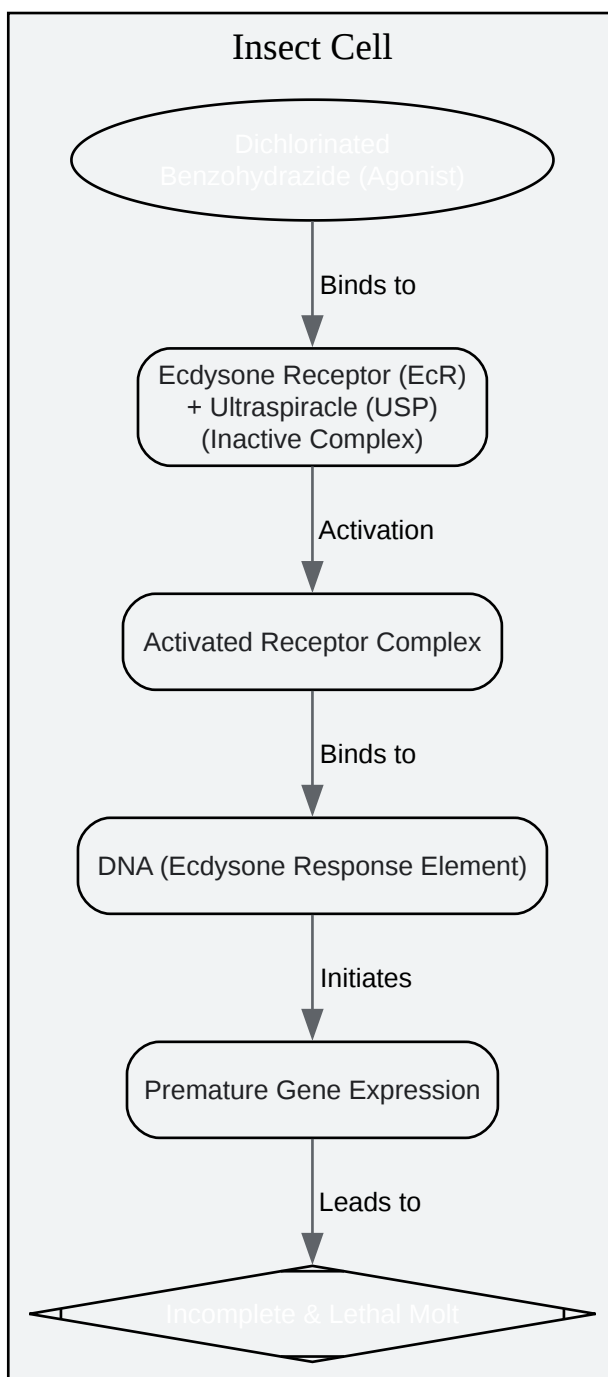 Insect Cell
Dichlorinated
Benzohydrazide (Agonist)
Binds to
Ecdysone Receptor (EcR)
+ Ultraspiracle (USP)
(Inactive Complex)
Activation
Activated Receptor Complex
Binds to
DNA (Ecdysone Response Element)
Initiates
Premature Gene Expression
Leads to
Incomplete & Lethal Molt